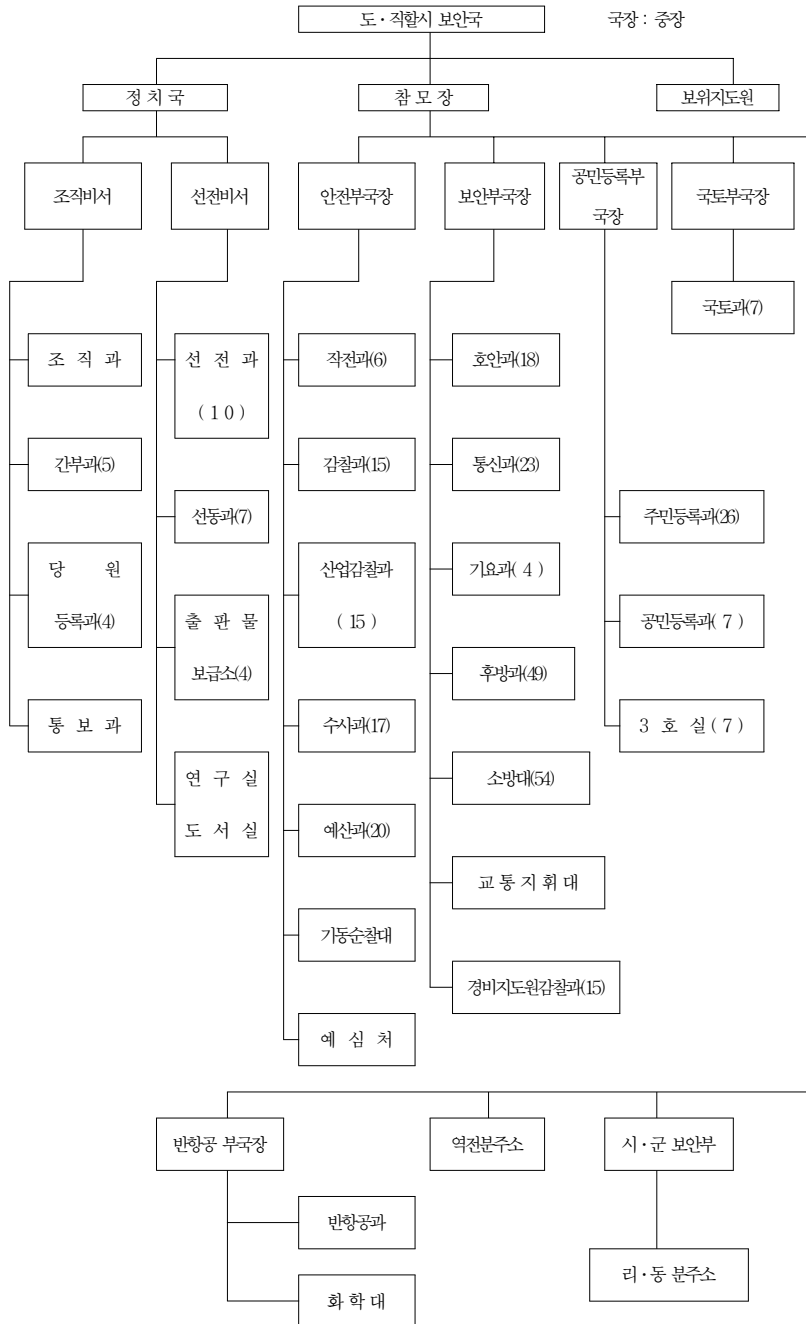 도·직할시 보안국
국장 : 중장
정 치 국
참 모 장
보위지도원
조직비서
선전비서
안전부국장
보안부국장
공민등록부
국장
국토부국장
국토과(7)
조 직 과
간부과(5)
당 원
등록과(4)
통 보 과
선 전 과
( 1 0 )
선동과(7)
출 판 물
보급소(4)
연 구 실
도 서 실
작전과(6)
감찰과(15)
산업감찰과
( 15 )
수사과(17)
예산과(20)
기동순찰대
예 심 처
호안과(18)
통신과(23)
기요과( 4 )
후방과(49)
소방대(54)
교 통 지 휘 대
경비지도원감찰과(15)
주민등록과(26)
공민등록과( 7 )
3 호 실( 7 )
반항공 부국장
역전분주소
시·군 보안부
반항공과
화 학 대
리·동 분주소